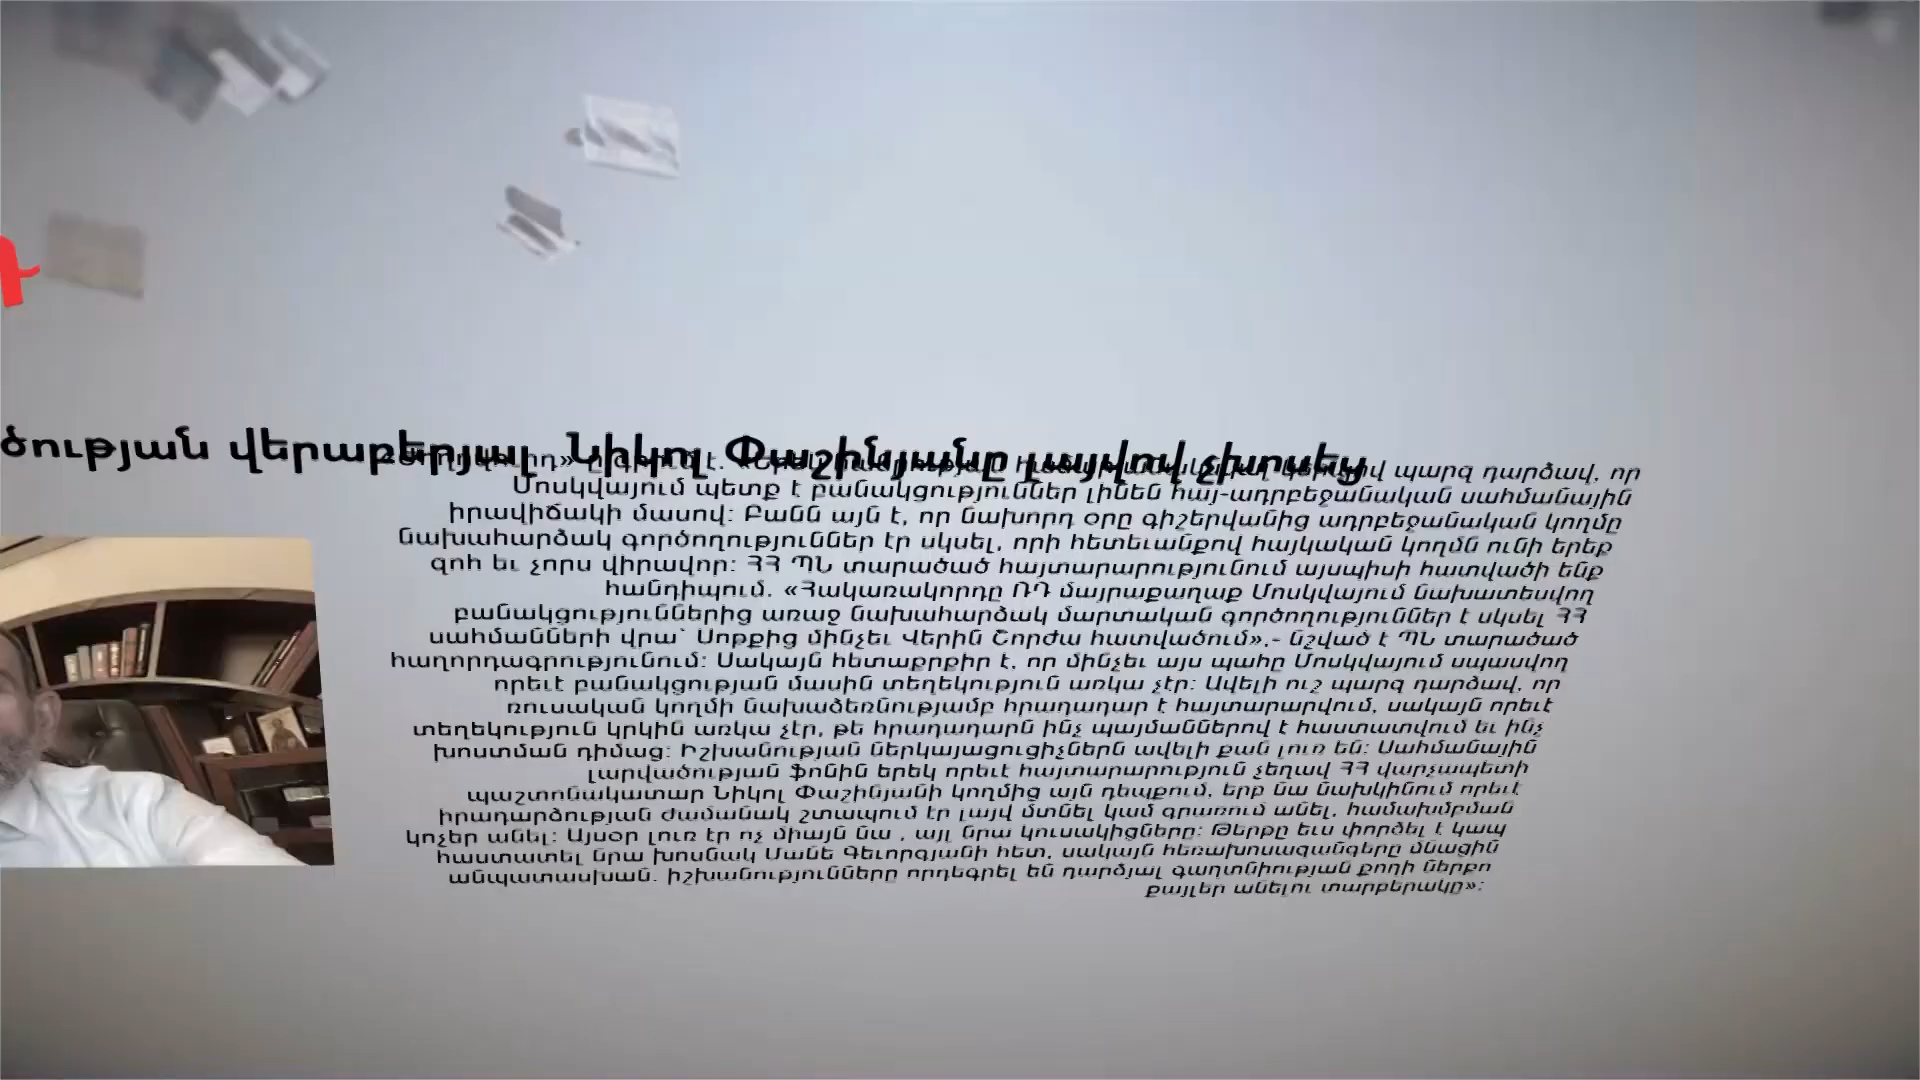 ծության վերաբերյալ Նիկոլ Փաշինյանը լայվով չխոսեց
գրում է. պարզ դարձավ, որ
Մոսկվայում պետք է բանակցություններ լինեն հայ-ադրբեջանական սահմանային
իրավիճակի մասով: Բանն այն է, որ նախորդ օրը գիշերվանից ադրբեջանական կողմը
նախահարձակ գործողություններ էր սկսել, որի հետեւանքով հայկական կողմն ունի երեք
զոհ եւ չորս վիրավոր: ՀՀ ՊՆ տարածած հայտարարությունում այսպիսի հատվածի ենք
հանդիպում. «Հակառակորդը ՌԴ մայրաքաղաք Մոսկվայում նախատեսվող
բանակցություններից առաջ նախահարձակ մարտական գործողություններ է սկսել ՀՀ
սահմանների վրա` Սոթքից մինչեւ Վերին Շորժա հատվածում»,- նշված է ՊՆ տարածած
հաղորդագրությունում: Սակայն հետաքրքիր է, որ մինչեւ այս պահը Մոսկվայում սպասվող
որեւէ բանակցության մասին տեղեկություն առկա չէր: Ավելի ուշ պարզ դարձավ, որ
ռուսական կողմի նախաձեռնությամբ հրադադար է հայտարարվում, սակայն որեւէ
տեղեկություն կրկին առկա չէր, թե հրադադարն ինչ պայմաններով է հաստատվում եւ ինչ
խոստման դիմաց: Իշխանության ներկայացուցիչներն ավելի քան լուռ են: Սահմանային
լարվածության ֆոնին երեկ որեւէ հայտարարություն չեղավ ՀՀ վարչապետի
պաշտոնակատար Նիկոլ Փաշինյանի կողմից այն դեպքում, երբ նա նախկինում որեւէ
իրադարձության ժամանակ շտապում էր լայվ մտնել կամ գրառում անել, համախմբման
կոչեր անել: Այսօր լուռ էր ոչ միայն նա , այլ նրա կուսակիցները: Թերթը եւս փորձել է կապ
հաստատել նրա խոսնակ Մանե Գեւորգյանի հետ, սակայն հեռախոսազանգերը մնացին
անպատասխան. իշխանությունները որդեգրել են դարձյալ գաղտնիության քողի ներքո
քայլեր անելու տարբերակը»: